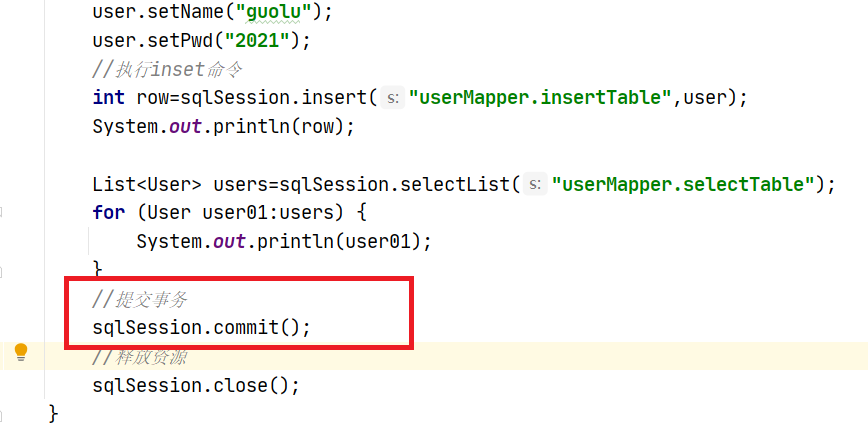 user.setName("guolu");
user.setPwd("2021");
//执行inset命令
int row=sqlSession.insert( s: "userMapper.insertTable",user);
System.out.println(row);
List<User> users=sqlSession.selectList( s: "userMapper.selectTable");
for (User user01:users) {
System.out.println(user01);
}
//提交事务
sqlSession.commit();
//释放资源
sqlSession.close();
}